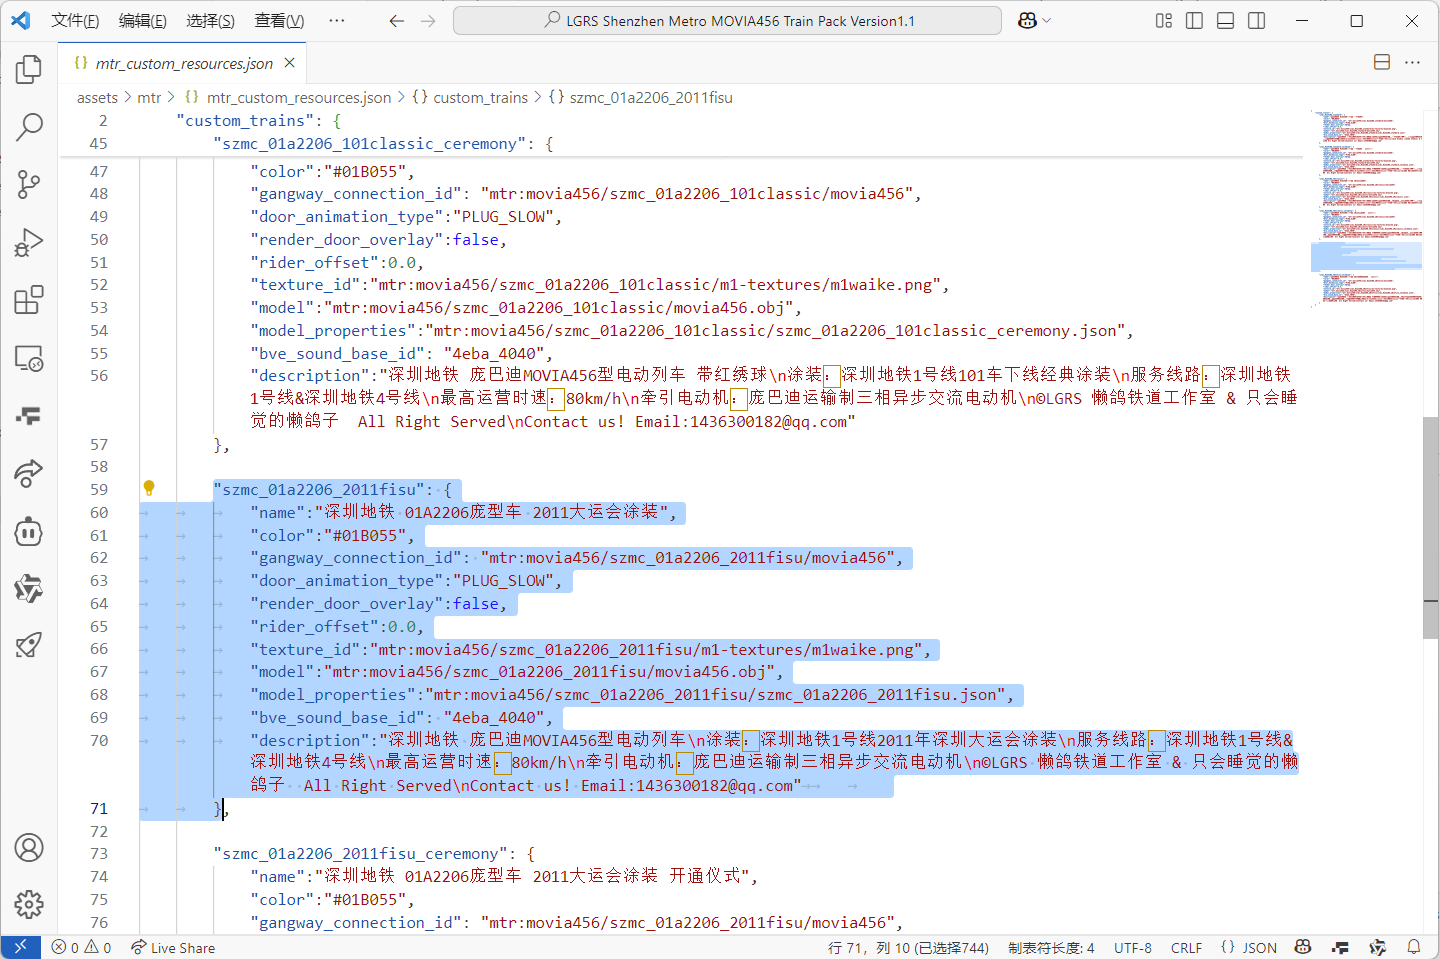 文件(F) 编辑(E) 选择(S) 查看(V) ··· LGRS Shenzhen Metro MOVIA456 Train Pack Version1.1
{} mtr_custom_resources.json
assets > mtr > {} mtr_custom_resources.json > {} custom_trains > {} szmc_01a2206_2011fisu
2 "custom_trains": {
45 "szmc_01a2206_101classic_ceremony": {
47 "color":"#01B055",
48 "gangway_connection_id": "mtr:movia456/szmc_01a2206_101classic/movia456",
49 "door_animation_type":"PLUG_SLOW",
50 "render_door_overlay":false,
51 "rider_offset":0.0,
52 "texture_id":"mtr:movia456/szmc_01a2206_101classic/m1-textures/m1waike.png",
53 "model":"mtr:movia456/szmc_01a2206_101classic/movia456.obj",
54 "model_properties":"mtr:movia456/szmc_01a2206_101classic/szmc_01a2206_101classic_ceremony.json",
55 "bve_sound_base_id": "4eba_4040",
56 "description":"深圳地铁 庞巴迪MOVIA456型电动列车 带红绣球\n涂装：深圳地铁1号线101车下线经典涂装\n服务线路：深圳地铁
1号线&深圳地铁4号线\n最高运营时速：80km/h\n牵引电动机：庞巴迪运输制三相异步交流电动机\n©LGRS 懒鸽铁道工作室 & 只会睡
觉的懒鸽子  All Right Served\nContact us! Email:1436300182@qq.com"
57 },
58
59 "szmc_01a2206_2011fisu": {
60 "name":"深圳地铁 01A2206庞型车 2011大运会涂装",
61 "color":"#01B055",
62 "gangway_connection_id": "mtr:movia456/szmc_01a2206_2011fisu/movia456",
63 "door_animation_type":"PLUG_SLOW",
64 "render_door_overlay":false,
65 "rider_offset":0.0,
66 "texture_id":"mtr:movia456/szmc_01a2206_2011fisu/m1-textures/m1waike.png",
67 "model":"mtr:movia456/szmc_01a2206_2011fisu/movia456.obj",
68 "model_properties":"mtr:movia456/szmc_01a2206_2011fisu/szmc_01a2206_2011fisu.json",
69 "bve_sound_base_id": "4eba_4040",
70 "description":"深圳地铁 庞巴迪MOVIA456型电动列车\n涂装：深圳地铁1号线2011年深圳大运会涂装\n服务线路：深圳地铁1号线&
深圳地铁4号线\n最高运营时速：80km/h\n牵引电动机：庞巴迪运输制三相异步交流电动机\n©LGRS 懒鸽铁道工作室 & 只会睡觉的懒
鸽子  All Right Served\nContact us! Email:1436300182@qq.com"
71 },
72
73 "szmc_01a2206_2011fisu_ceremony": {
74 "name":"深圳地铁 01A2206庞型车 2011大运会涂装 开通仪式",
75 "color":"#01B055",
76 "gangway_connection_id": "mtr:movia456/szmc_01a2206_2011fisu/movia456",
0 0 Live Share 行 71，列 10 (已选择744) 制表符长度: 4 UTF-8 CRLF {} JSON